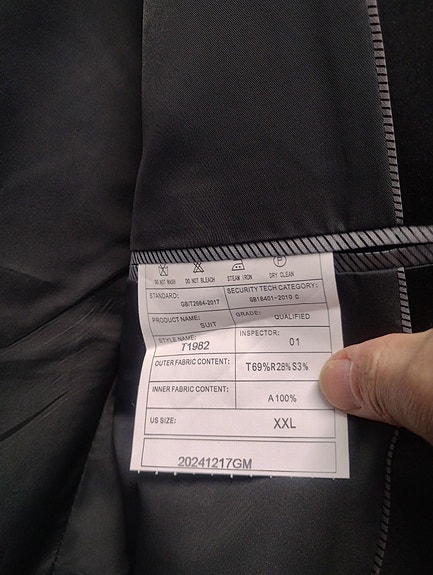 DO NOT WASH DO NOT BLEACH STEAM IRON DRY CLEAN
P
STANDARD: GB/T2664-2017 SECURITY TECH CATEGORY: GB18401-2010 C
PRODUCT NAME: SUIT GRADE: QUALIFIED
STYLE NAME: T1982 INSPECTOR: 01
OUTER FABRIC CONTENT: T69%R28%S3%
INNER FABRIC CONTENT: A100%
US SIZE: XXL
20241217GM